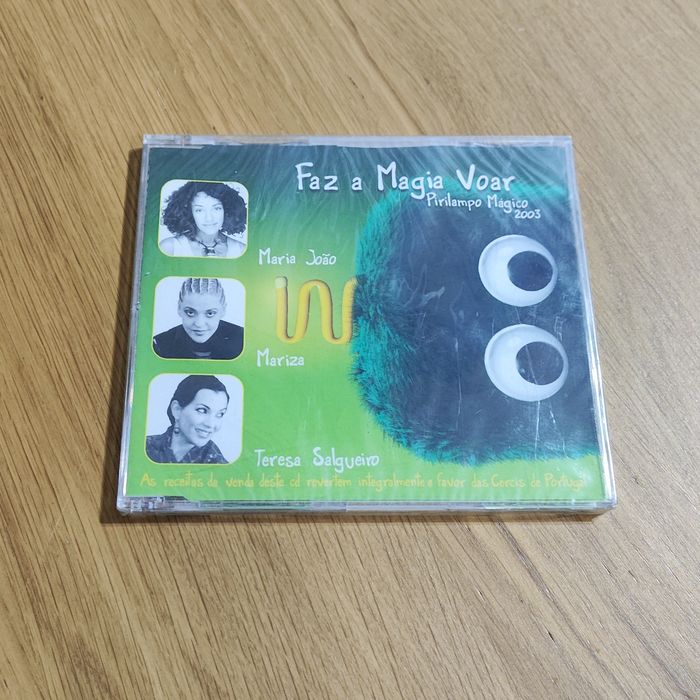 Faz a Magia Voar
Pirilampo Mágico
2003
Maria João
Mariza
Teresa Salgueiro
As receitas da venda deste cd revertem integralmente a favor das Cercis de Portugal